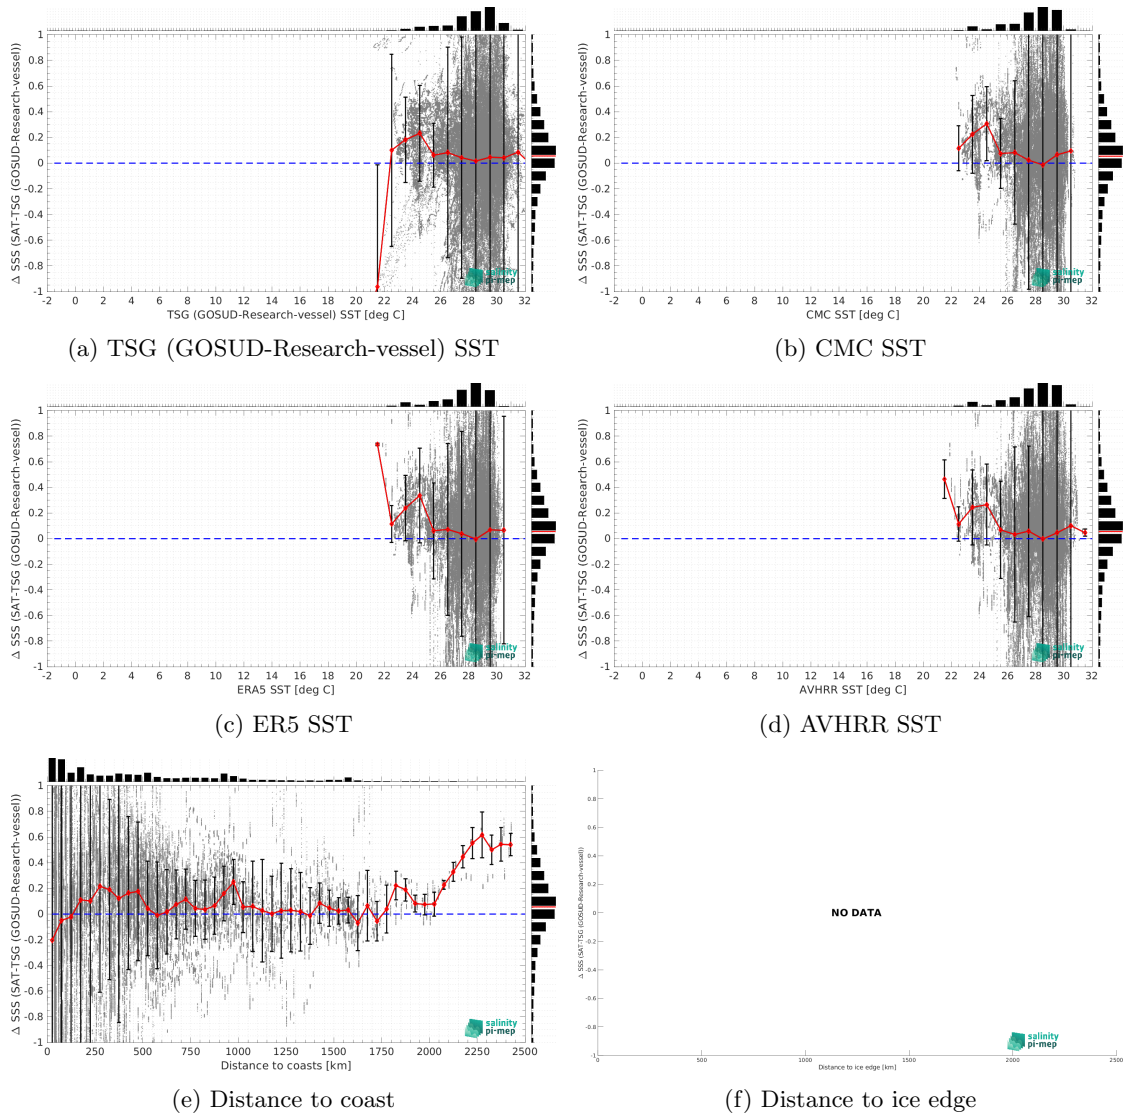 Δ SSS (SAT-TSG (GOSUD-Research-vessel))
1
0.8
0.6
0.4
0.2
0
-0.2
-0.4
-0.6
-0.8
-1
salinity
pi-mep
-2 0 2 4 6 8 10 12 14 16 18 20 22 24 26 28 30 32
TSG (GOSUD-Research-vessel) SST [deg C]
(a) TSG (GOSUD-Research-vessel) SST
Δ SSS (SAT-TSG (GOSUD-Research-vessel))
1
0.8
0.6
0.4
0.2
0
-0.2
-0.4
-0.6
-0.8
-1
salinity
pi-mep
-2 0 2 4 6 8 10 12 14 16 18 20 22 24 26 28 30 32
CMC SST [deg C]
(b) CMC SST
Δ SSS (SAT-TSG (GOSUD-Research-vessel))
1
0.8
0.6
0.4
0.2
0
-0.2
-0.4
-0.6
-0.8
-1
salinity
pi-mep
-2 0 2 4 6 8 10 12 14 16 18 20 22 24 26 28 30 32
ERA5 SST [deg C]
(c) ER5 SST
Δ SSS (SAT-TSG (GOSUD-Research-vessel))
1
0.8
0.6
0.4
0.2
0
-0.2
-0.4
-0.6
-0.8
-1
salinity
pi-mep
-2 0 2 4 6 8 10 12 14 16 18 20 22 24 26 28 30 32
AVHRR SST [deg C]
(d) AVHRR SST
Δ SSS (SAT-TSG (GOSUD-Research-vessel))
1
0.8
0.6
0.4
0.2
0
-0.2
-0.4
-0.6
-0.8
-1
salinity
pi-mep
0 250 500 750 1000 1250 1500 1750 2000 2250 2500
Distance to coasts [km]
(e) Distance to coast
Δ SSS (SAT-TSG (GOSUD-Research-vessel))
1
0.8
0.6
0.4
0.2
0
-0.2
-0.4
-0.6
-0.8
-1
NO DATA
salinity
pi-mep
0 500 1000 1500 2000 2500
Distance to ice edge [km]
(f) Distance to ice edge